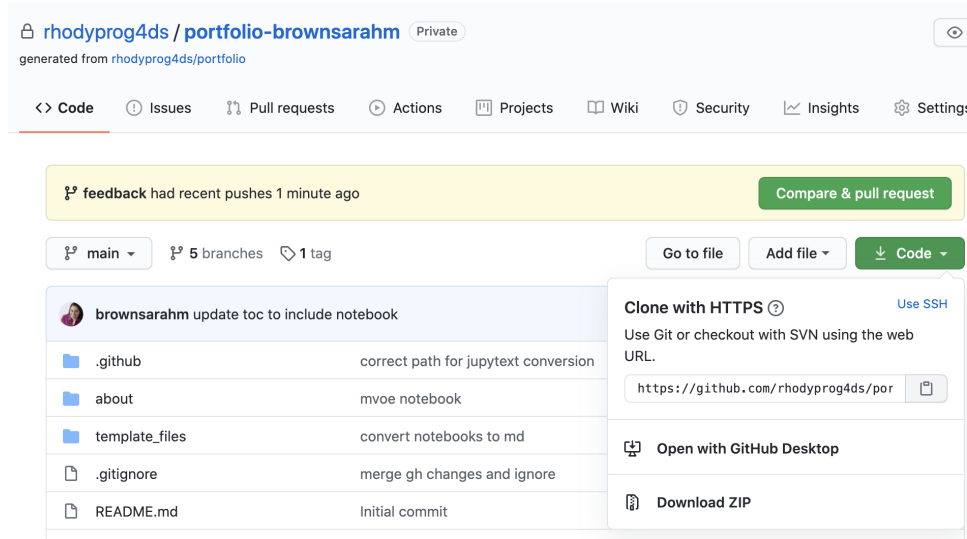 rhodyprog4ds / portfolio-brownsarahm Private
generated from rhodyprog4ds/portfolio
<> Code Issues Pull requests Actions Projects Wiki Security Insights Settings
feedback had recent pushes 1 minute ago Compare & pull request
main 5 branches 1 tag Go to file Add file Code
brownsarahm update toc to include notebook
Clone with HTTPS Use SSH
Use Git or checkout with SVN using the web
URL.
https://github.com/rhodyprog4ds/por
Open with GitHub Desktop
Download ZIP
.github correct path for jupytext conversion
about mvoe notebook
template_files convert notebooks to md
.gitignore merge gh changes and ignore
README.md Initial commit